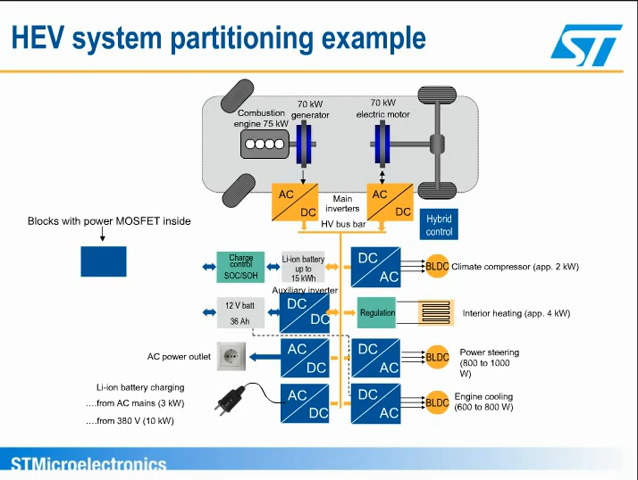 HEV system partitioning example
ST
70 kW
generator
70 kW
electric motor
Combustion
engine 75 kW
AC
DC
Main
inverters
AC
DC
HV bus bar
Hybrid
control
Blocks with power MOSFET inside
Charge
control
SOC/SOH
Li-ion battery
up to
15 kWh
DC
AC
BLDC
Climate compressor (app. 2 kW)
Auxiliary inverter
12 V batt
36 Ah
DC
DC
Regulation
Interior heating (app. 4 kW)
AC power outlet
AC
DC
DC
AC
BLDC
Power steering
(800 to 1000
W)
Li-ion battery charging
....from AC mains (3 kW)
....from 380 V (10 kW)
AC
DC
DC
AC
BLDC
Engine cooling
(600 to 800 W)
STMicroelectronics